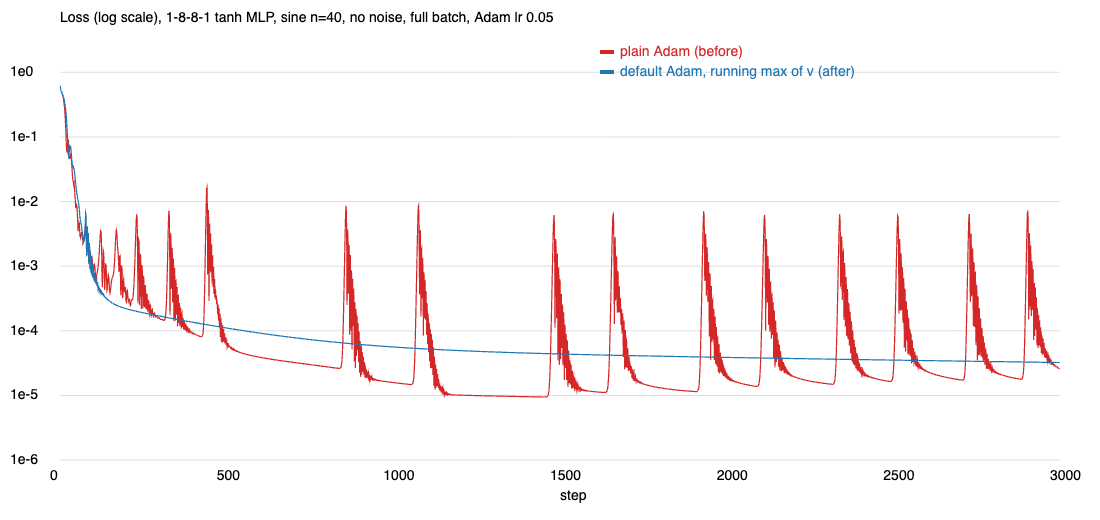 Loss (log scale), 1-8-8-1 tanh MLP, sine n=40, no noise, full batch, Adam lr 0.05
plain Adam (before)
default Adam, running max of v (after)
1e0
1e-1
1e-2
1e-3
1e-4
1e-5
1e-6
0 500 1000 1500 2000 2500 3000
step